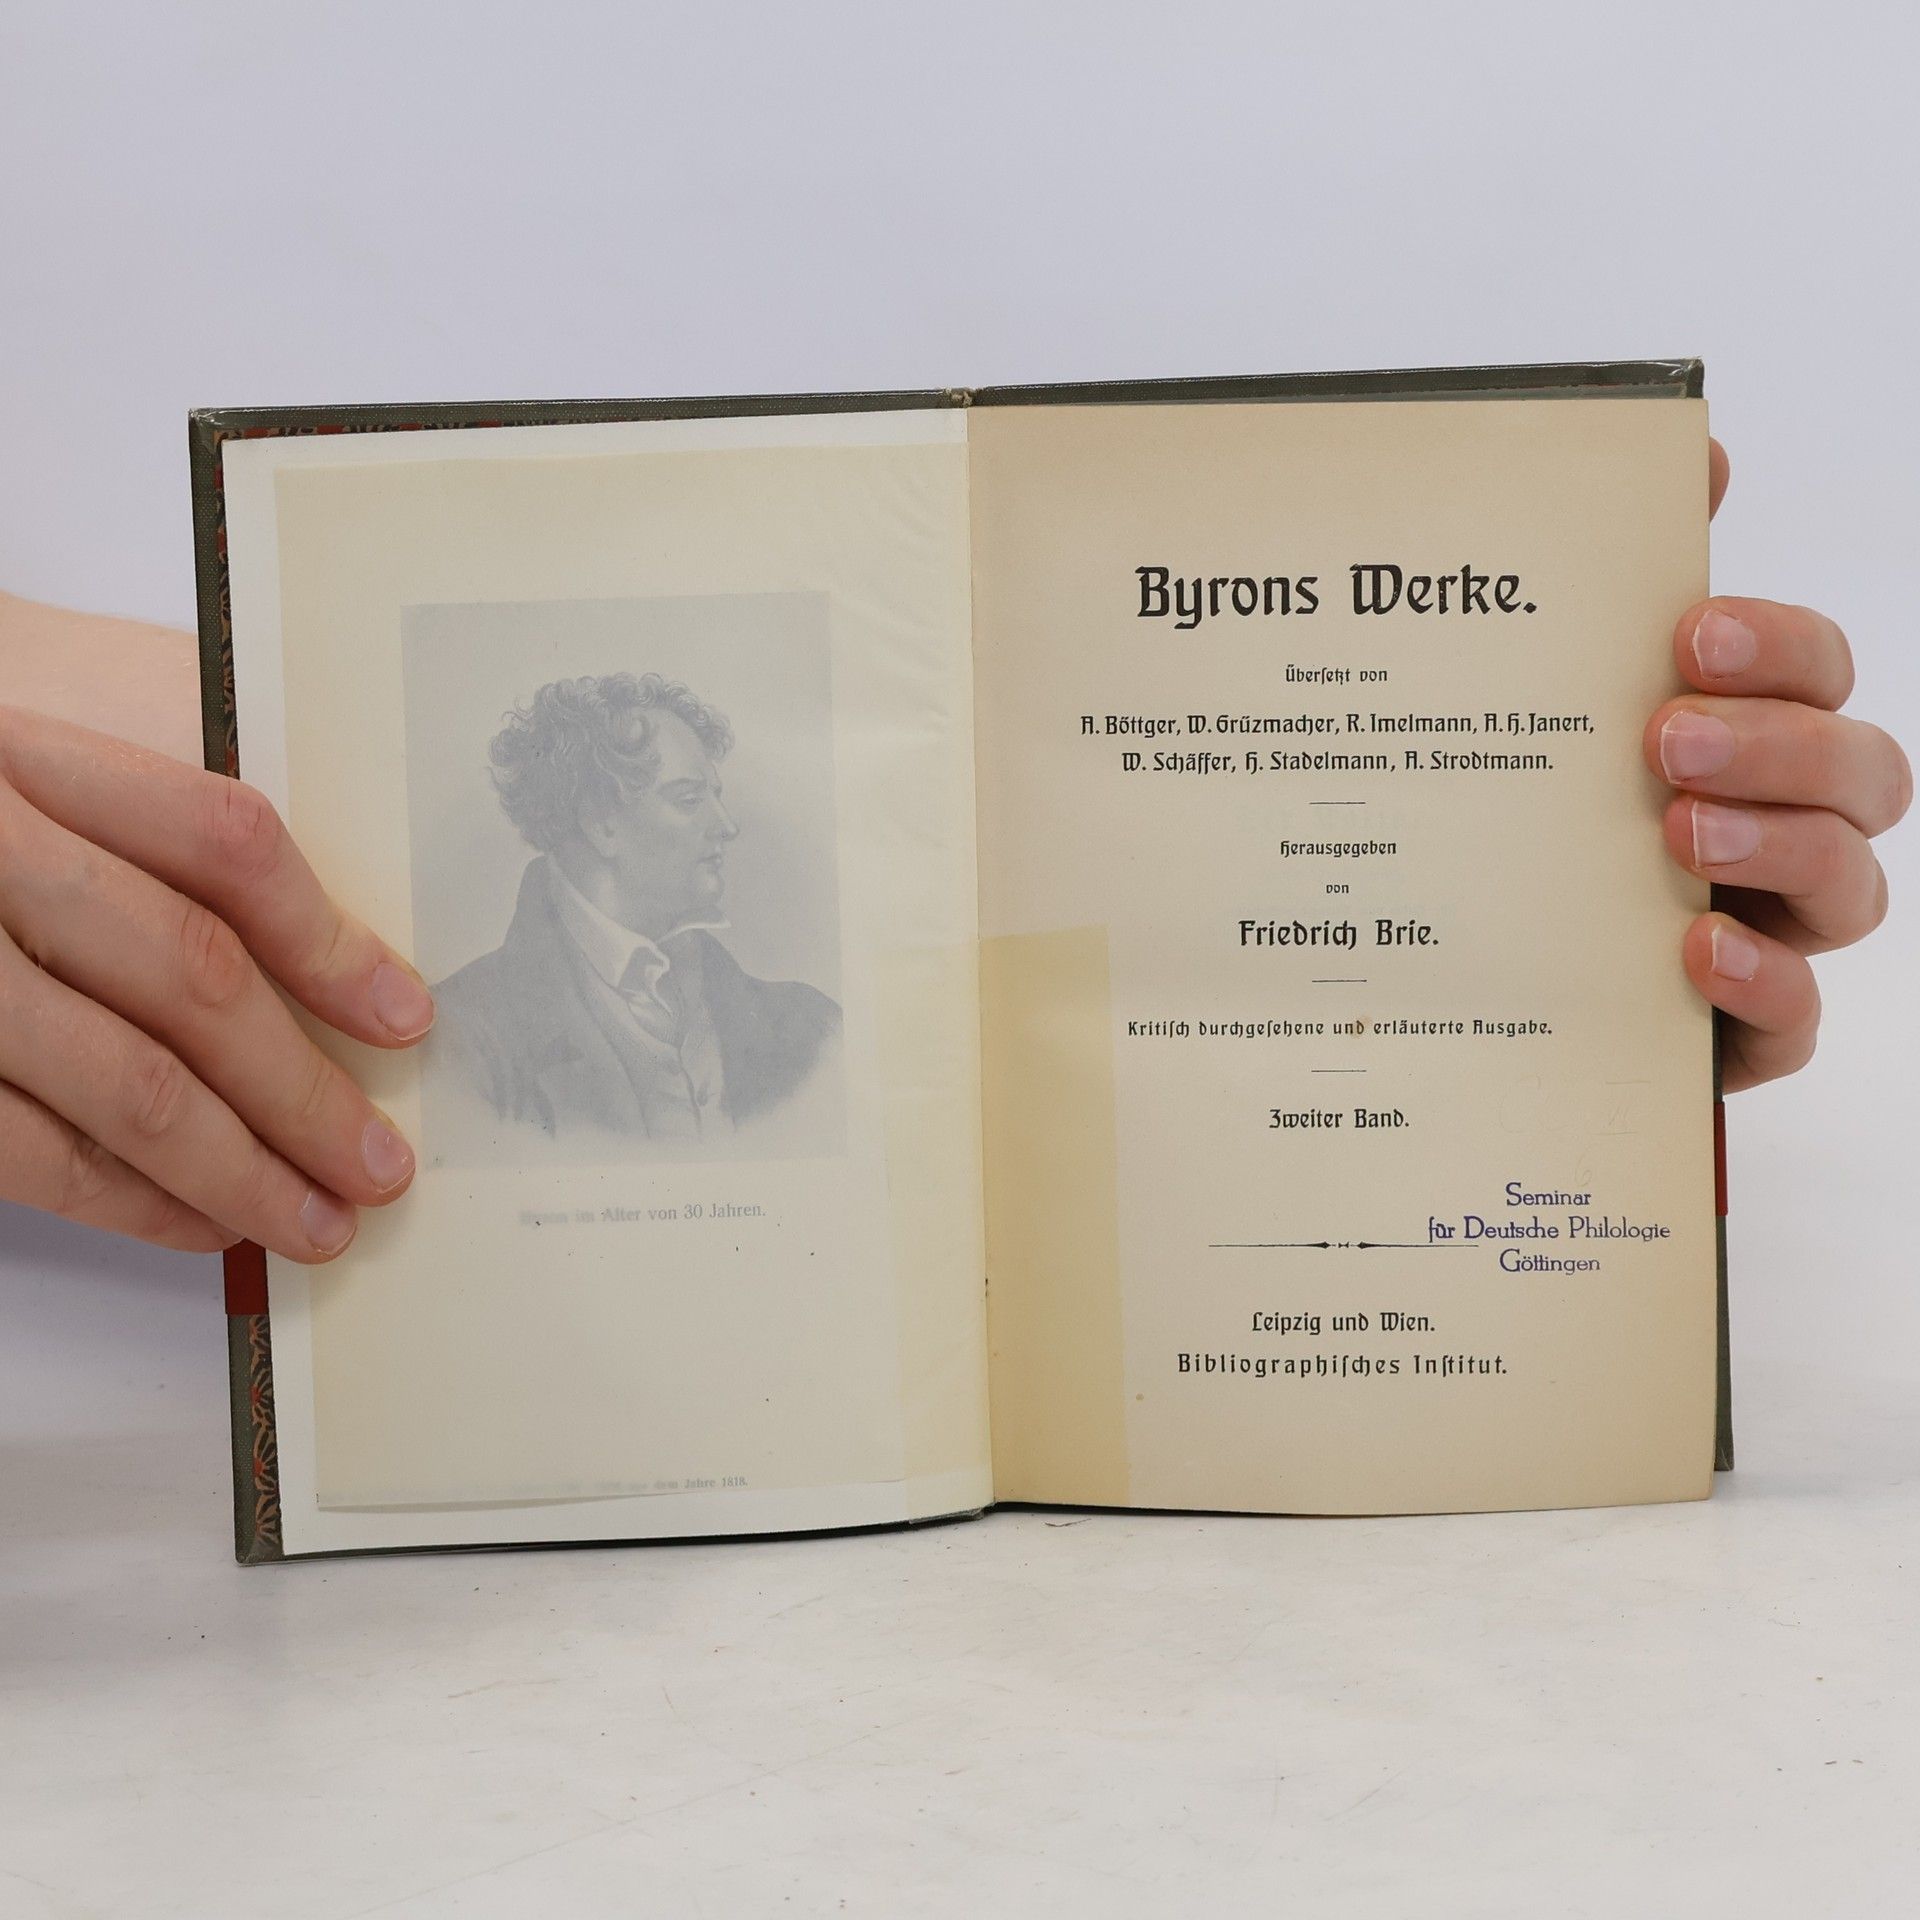 im Alter von 30 Jahren.
dem Jahre 1818.
Byrons Werke.
Überſetzt von
A. Böttger, W. Grüzmacher, R. Imelmann, A. H. Janert,
W. Schäffer, H. Stadelmann, A. Strodtmann.
Herausgegeben
von
Friedrich Brie.
Kritiſch durchgeſehene und erläuterte Ausgabe.
Zweiter Band.
Seminar
für Deutsche Philologie
Göttingen
Leipzig und Wien.
Bibliographiſches Inſtitut.